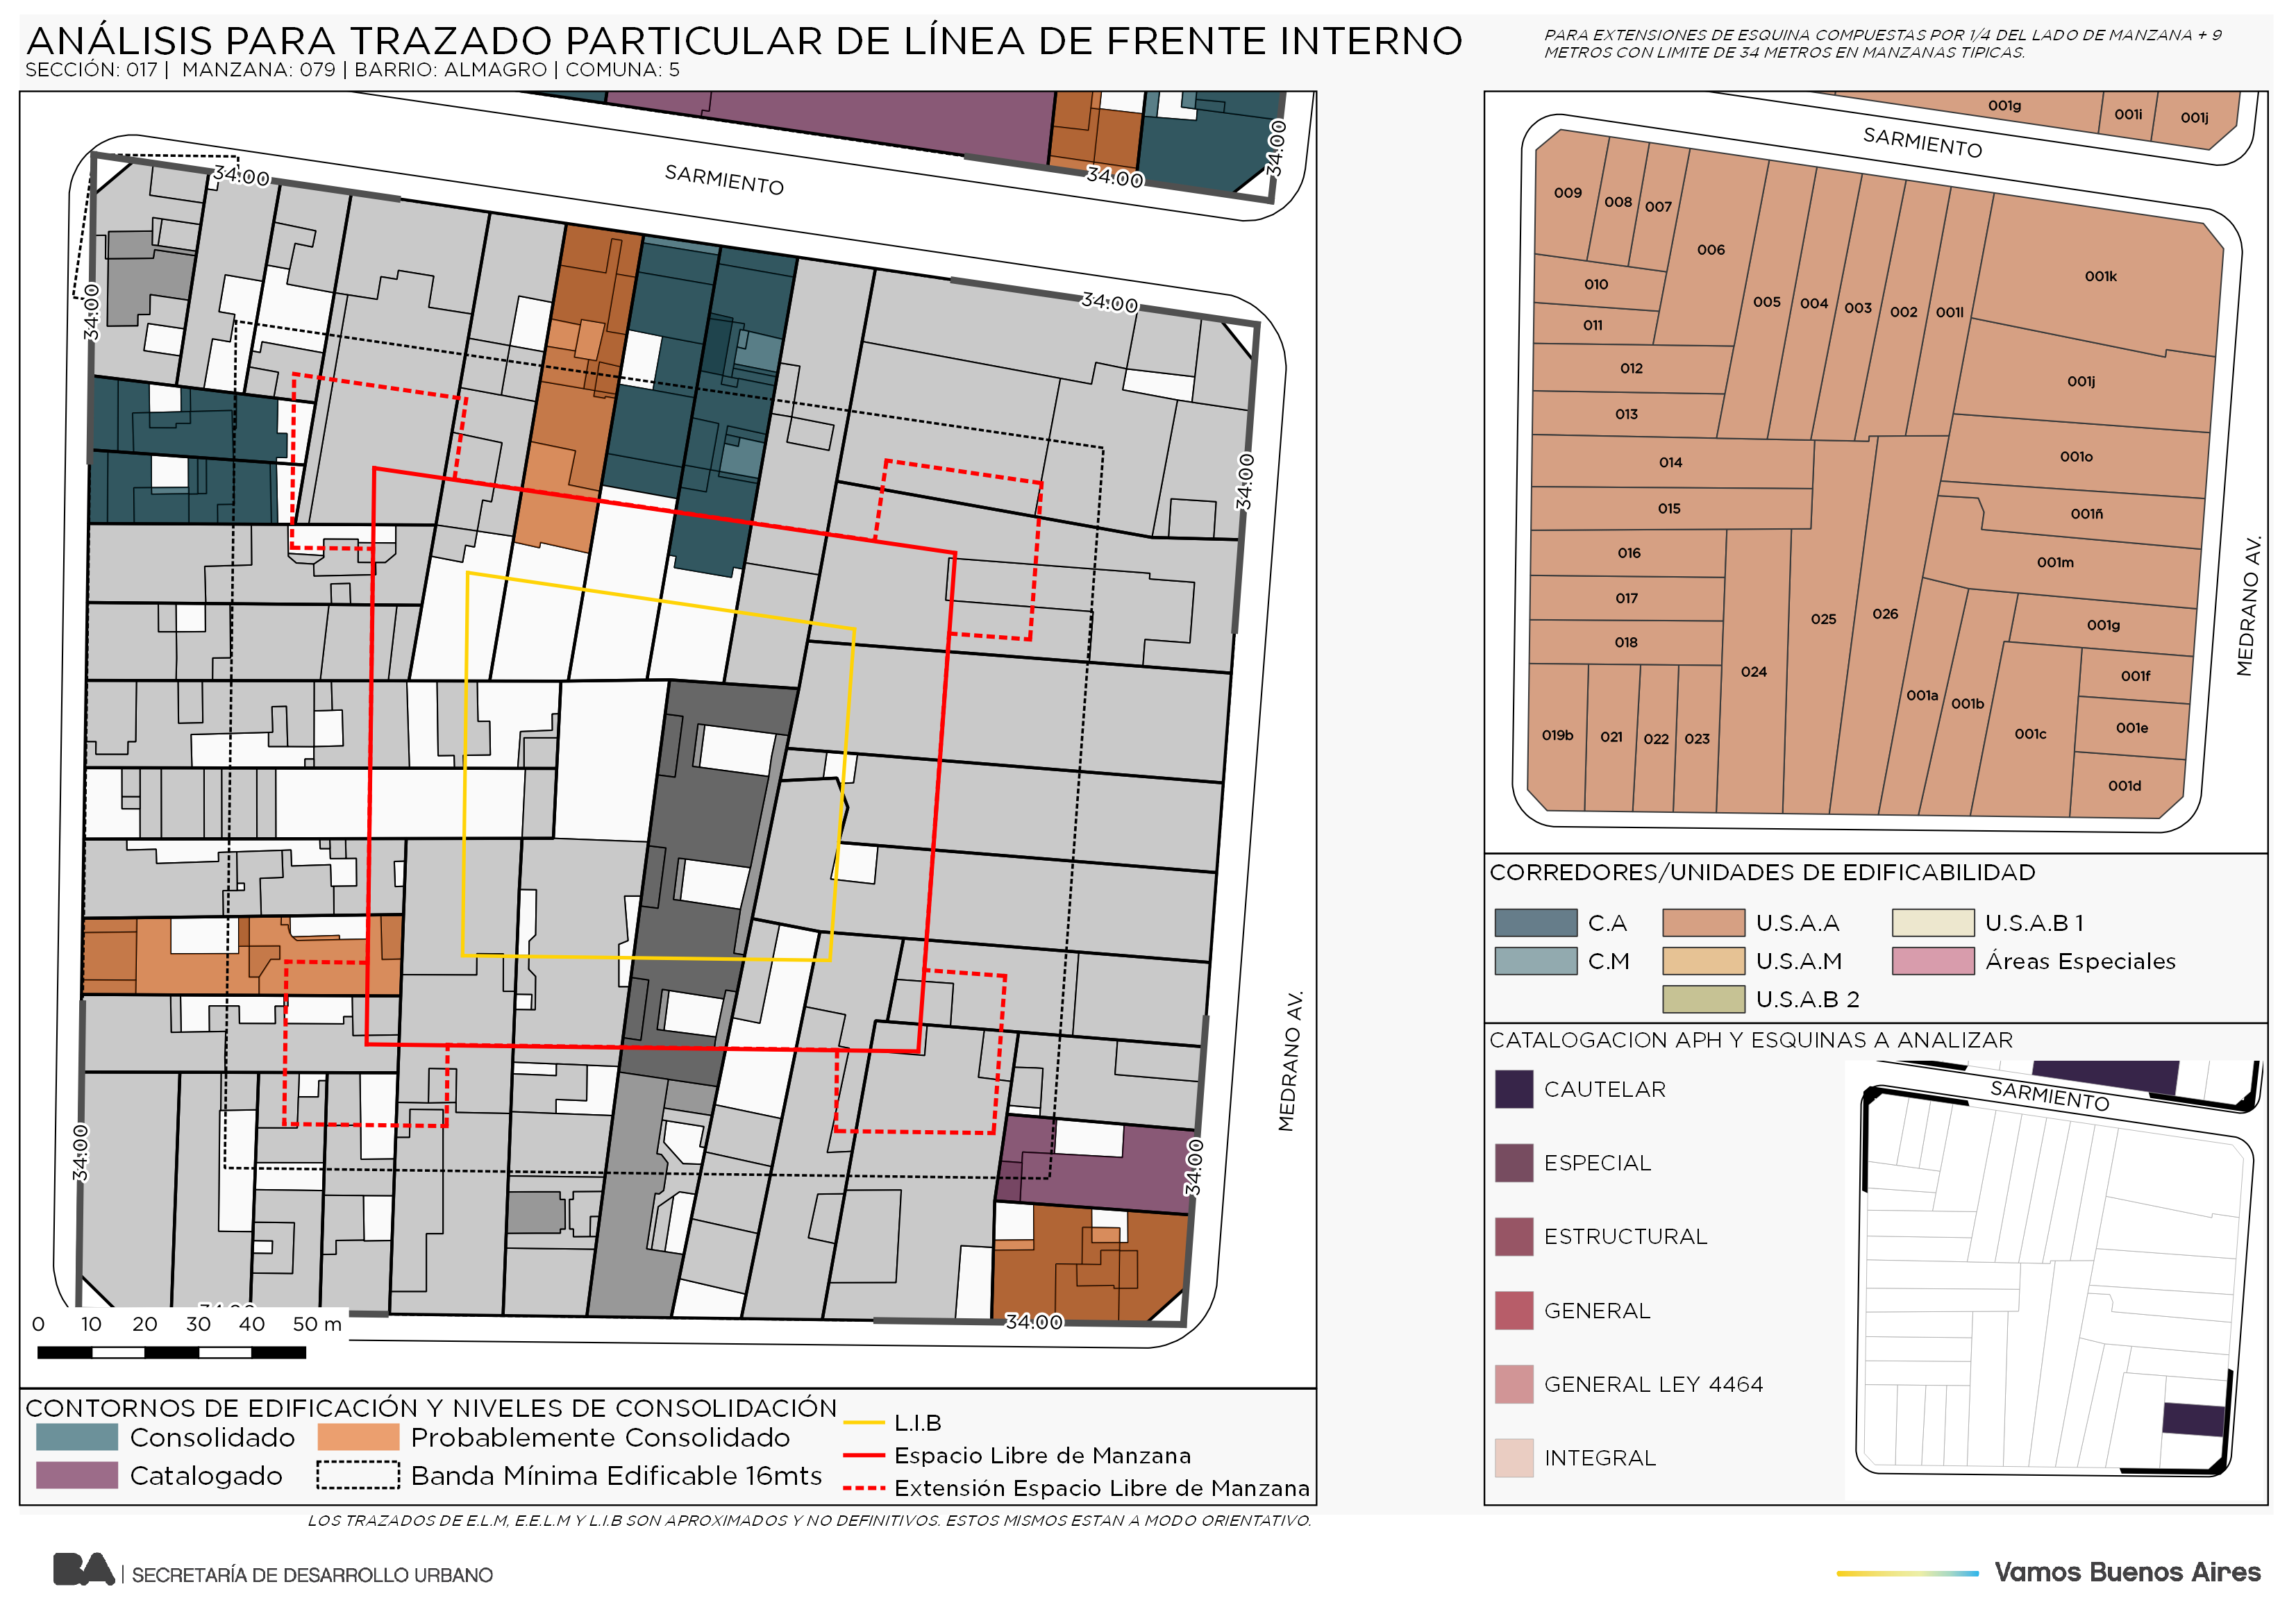 ANÁLISIS PARA TRAZADO PARTICULAR DE LÍNEA DE FRENTE INTERNO
SECCIÓN: 017 | MANZANA: 079 | BARRIO: ALMAGRO | COMUNA: 5
PARA EXTENSIONES DE ESQUINA COMPUESTAS POR 1/4 DEL LADO DE MANZANA + 9
METROS CON LIMITE DE 34 METROS EN MANZANAS TIPICAS.
SARMIENTO
34.00
34.00
34.00
34.00
34.00
34.00
34.00
34.00
34.00
34.00
MEDRANO AV.
0 10 20 30 40 50 m
CONTORNOS DE EDIFICACIÓN Y NIVELES DE CONSOLIDACIÓN
Consolidado
Probablemente Consolidado
Catalogado
Banda Mínima Edificable 16mts
L.I.B
Espacio Libre de Manzana
Extensión Espacio Libre de Manzana
LOS TRAZADOS DE E.L.M, E.E.L.M Y L.I.B SON APROXIMADOS Y NO DEFINITIVOS. ESTOS MISMOS ESTAN A MODO ORIENTATIVO.
001g
001i
001j
SARMIENTO
009
008
007
006
010
011
005
004
003
002
001l
001k
012
013
001j
014
001o
015
001ñ
016
001m
017
018
025
026
001g
024
001a
001b
001f
019b
021
022
023
001c
001e
001d
MEDRANO AV.
CORREDORES/UNIDADES DE EDIFICABILIDAD
C.A
U.S.A.A
U.S.A.B 1
C.M
U.S.A.M
Áreas Especiales
U.S.A.B 2
CATALOGACION APH Y ESQUINAS A ANALIZAR
CAUTELAR
ESPECIAL
ESTRUCTURAL
GENERAL
GENERAL LEY 4464
INTEGRAL
SARMIENTO
BA | SECRETARÍA DE DESARROLLO URBANO
Vamos Buenos Aires